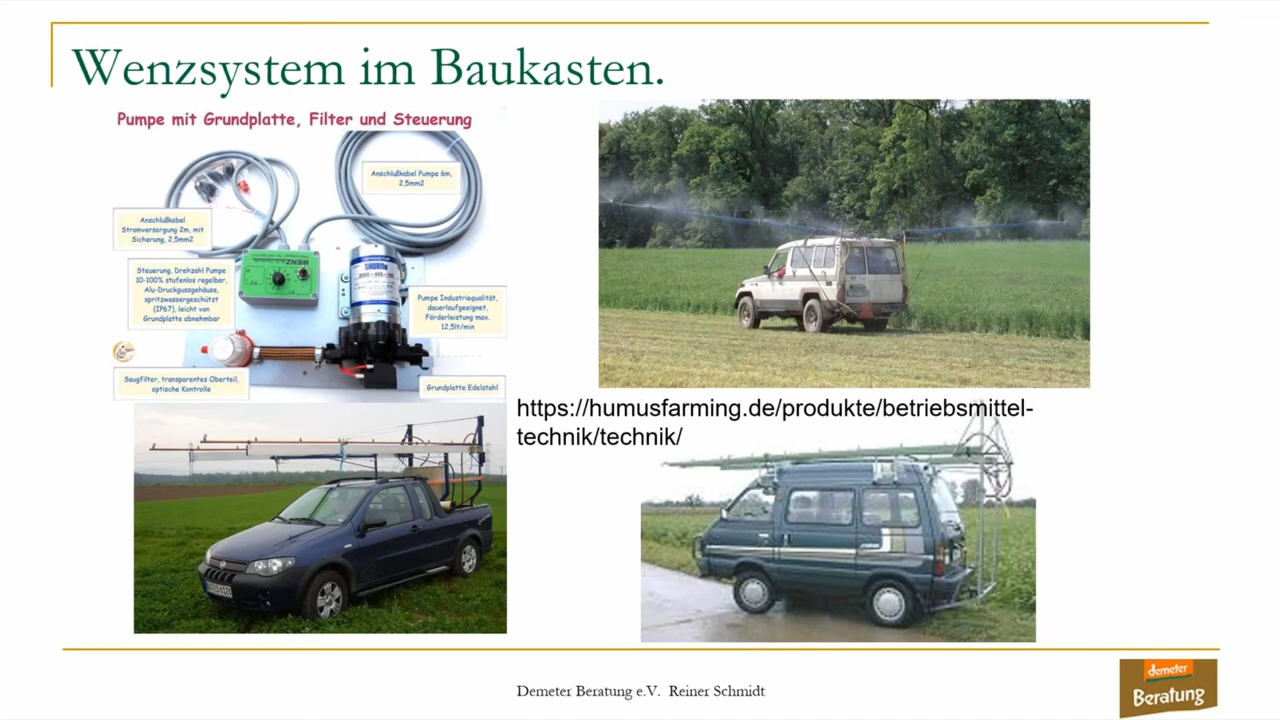 Wenzsystem im Baukasten.
Pumpe mit Grundplatte, Filter und Steuerung
Anschlußkabel Pumpe 6m,
2,5mm2
Anschlußkabel
Stromversorgung 2m, mit
Sicherung, 2,5mm2
Steuerung, Drehzahl Pumpe
10-100% stufenlos regelbar,
Alu-Druckgussgehäuse,
spritzwassergeschützt
(IP67), leicht von
Grundplatte abnehmbar
WENZ
SHURflo
Pumpe Industriequalität,
dauerlaufgeeignet,
Förderleistung max.
12,5lt/min
Saugfilter, transparentes Oberteil,
optische Kontrolle
Grundplatte Edelstahl
https://humusfarming.de/produkte/betriebsmittel-
technik/technik/
Demeter Beratung e.V. Reiner Schmidt
demeter
Beratung